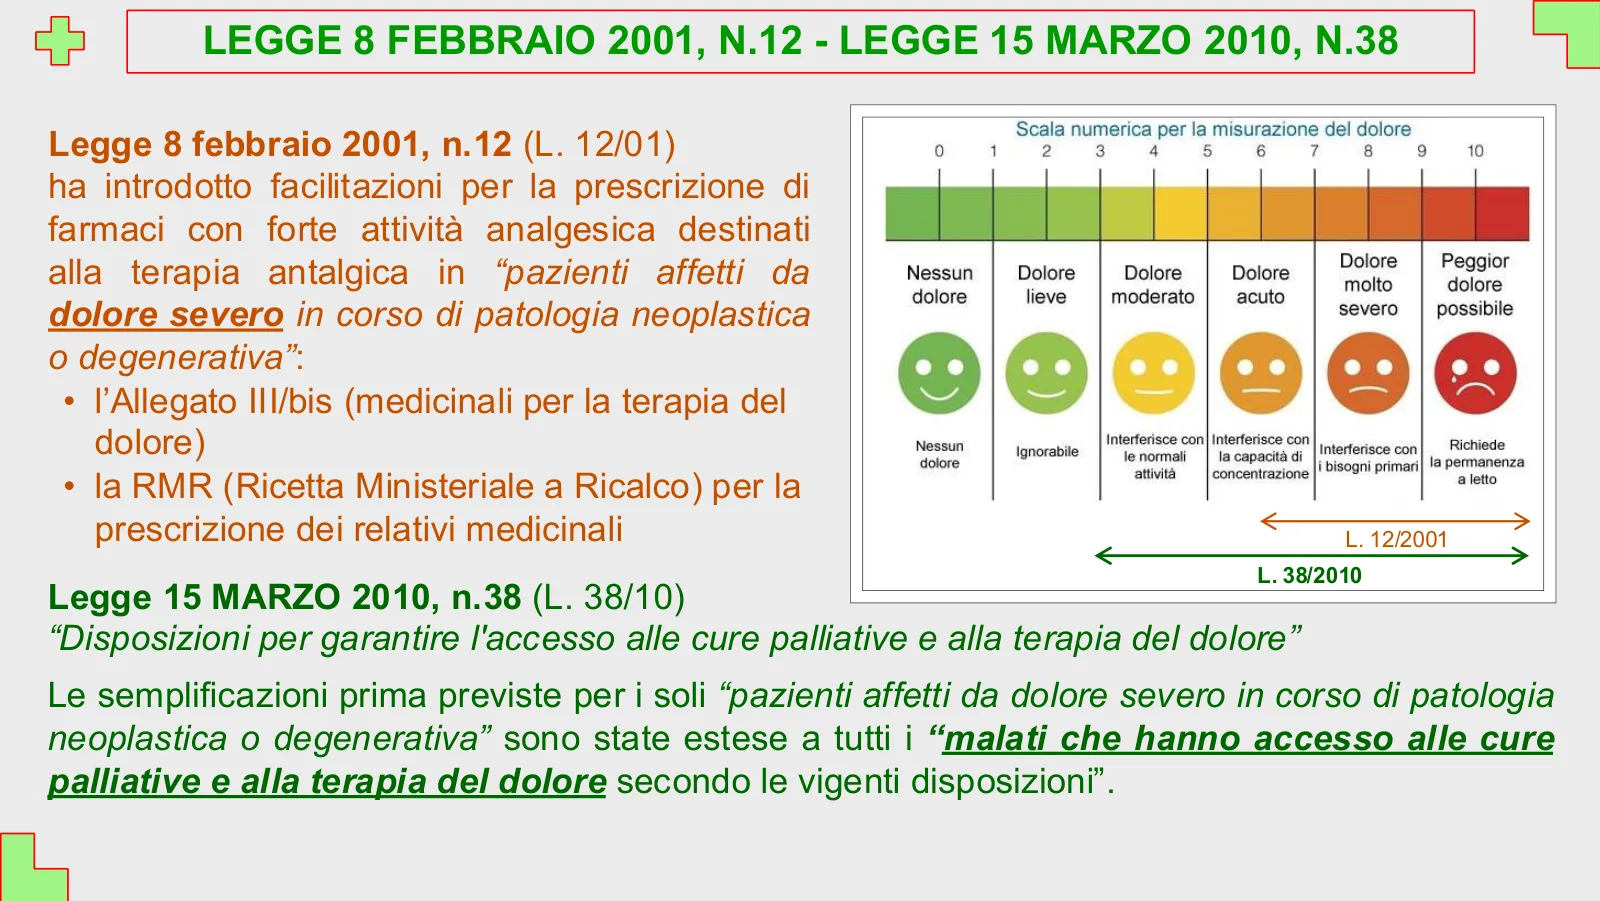 LEGGE 8 FEBBRAIO 2001, N.12 - LEGGE 15 MARZO 2010, N.38
Legge 8 febbraio 2001, n.12 (L. 12/01)
ha introdotto facilitazioni per la prescrizione di
farmaci con forte attività analgesica destinati
alla terapia antalgica in “pazienti affetti da
dolore severo in corso di patologia neoplastica
o degenerativa”:
• l’Allegato III/bis (medicinali per la terapia del
dolore)
• la RMR (Ricetta Ministeriale a Ricalco) per la
prescrizione dei relativi medicinali
Scala numerica per la misurazione del dolore
0 1 2 3 4 5 6 7 8 9 10
Nessun
dolore
Dolore
lieve
Dolore
moderato
Dolore
acuto
Dolore
molto
severo
Peggior
dolore
possibile
Nessun
dolore
Ignorabile
Interferisce con
le normali
attività
Interferisce con
la capacità di
concentrazione
Interferisce con
i bisogni primari
Richiede
la permanenza
a letto
L. 12/2001
L. 38/2010
Legge 15 MARZO 2010, n.38 (L. 38/10)
“Disposizioni per garantire l'accesso alle cure palliative e alla terapia del dolore”
Le semplificazioni prima previste per i soli “pazienti affetti da dolore severo in corso di patologia
neoplastica o degenerativa” sono state estese a tutti i “malati che hanno accesso alle cure
palliative e alla terapia del dolore secondo le vigenti disposizioni”.